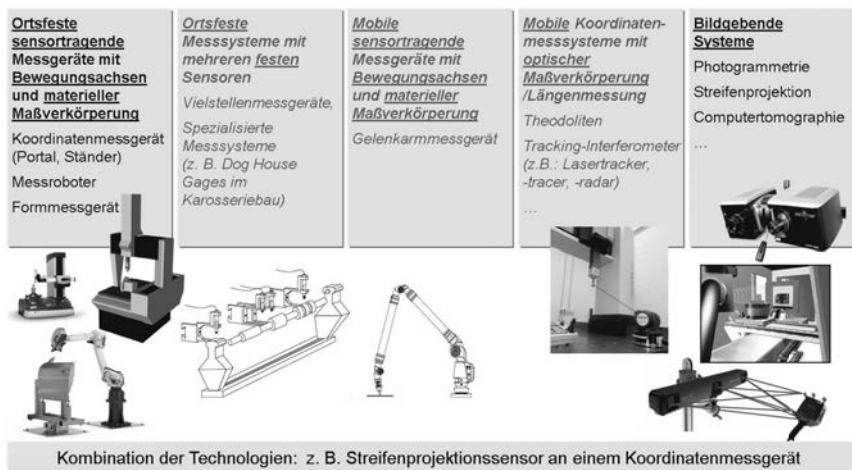 Ortsfeste
sensortragende
Messgeräte mit
Bewegungsachsen
und materieller
Maßverkörperung
Koordinatenmessgerät
(Portal, Ständer)
Messroboter
Formmessgerät
Ortsfeste
Messsysteme mit
mehreren festen
Sensoren
Vielstellenmessgeräte,
Spezialisierte
Messsysteme
(z. B. Dog House
Gages im
Karosseriebau)
Mobile
sensortragende
Messgeräte mit
Bewegungsachsen
und materieller
Maßverkörperung
Gelenkarmmessgerät
Mobile Koordinaten-
messsysteme mit
optischer
Maßverkörperung
/Längenmessung
Theodoliten
Tracking-Interferometer
(z.B.: Lasertracker,
-tracer, -radar)
...
Bildgebende
Systeme
Photogrammetrie
Streifenprojektion
Computertomographie
...
Kombination der Technologien: z. B. Streifenprojektionssensor an einem Koordinatenmessgerät